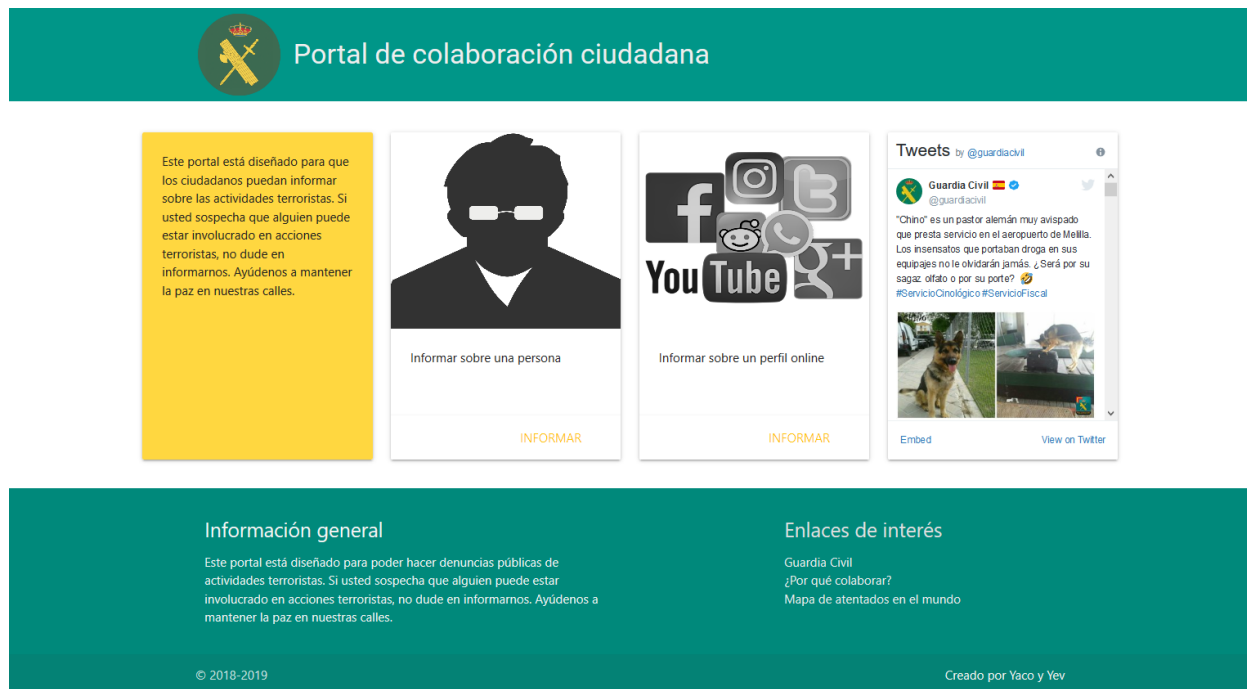 Portal de colaboración ciudadana
Este portal está diseñado para que
los ciudadanos puedan informar
sobre las actividades terroristas. Si
usted sospecha que alguien puede
estar involucrado en acciones
terroristas, no dude en
informarnos. Ayúdenos a mantener
la paz en nuestras calles.
Informar sobre una persona
INFORMAR
You Tube
Informar sobre un perfil online
INFORMAR
Tweets by @guardiacivil
Guardia Civil
@guardiacivil
"Chino" es un pastor alemán muy avispado
que presta servicio en el aeropuerto de Melilla.
Los insensatos que portaban droga en sus
equipajes no le olvidarán jamás. ¿Será por su
sagaz olfato o por su porte? 🤣
#ServicioCinológico #ServicioFiscal
Embed
View on Twitter
Información general
Este portal está diseñado para poder hacer denuncias públicas de
actividades terroristas. Si usted sospecha que alguien puede estar
involucrado en acciones terroristas, no dude en informarnos. Ayúdenos a
mantener la paz en nuestras calles.
Enlaces de interés
Guardia Civil
¿Por qué colaborar?
Mapa de atentados en el mundo
© 2018-2019
Creado por Yaco y Yev